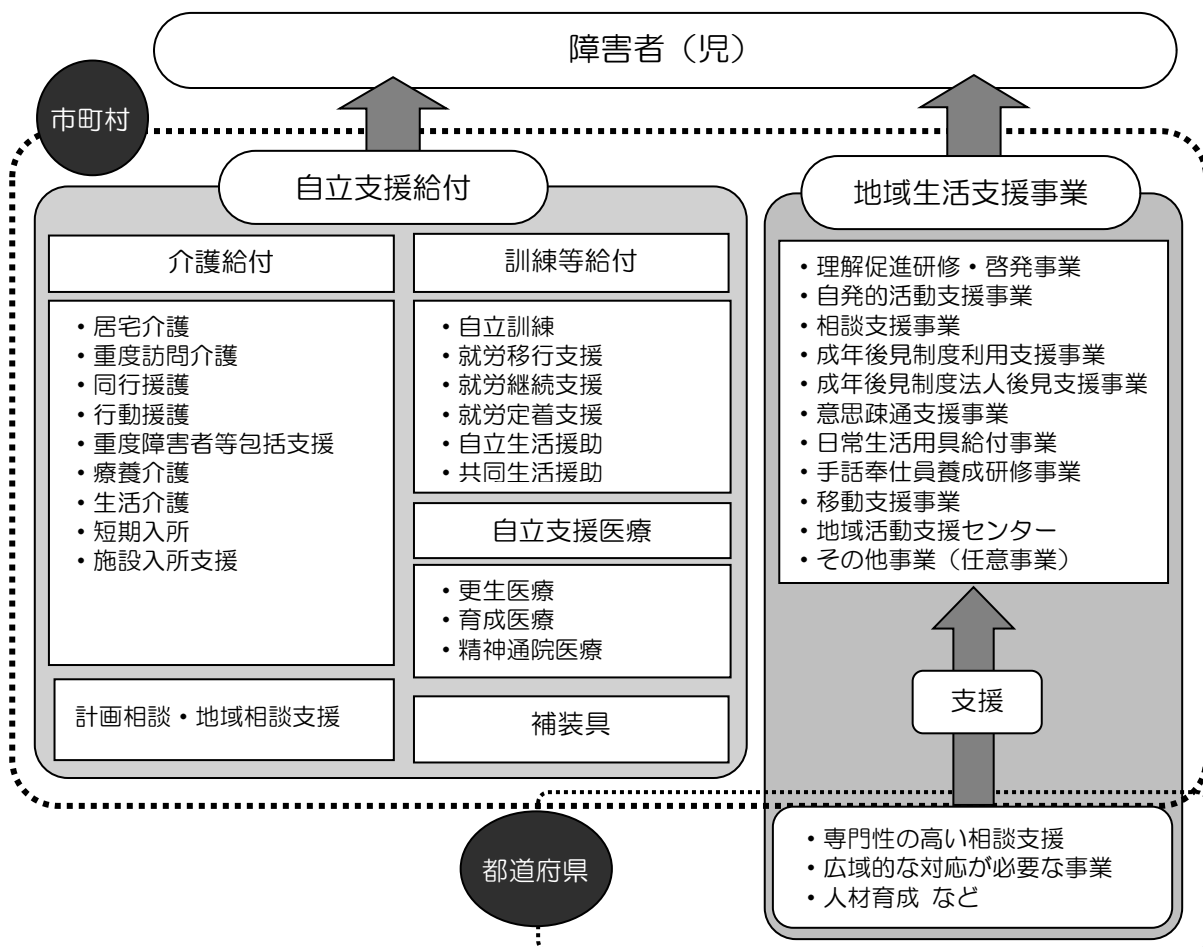 障害者（児）
市町村
自立支援給付
介護給付
・居宅介護
・重度訪問介護
・同行援護
・行動援護
・重度障害者等包括支援
・療養介護
・生活介護
・短期入所
・施設入所支援
計画相談・地域相談支援
訓練等給付
・自立訓練
・就労移行支援
・就労継続支援
・就労定着支援
・自立生活援助
・共同生活援助
自立支援医療
・更生医療
・育成医療
・精神通院医療
補装具
地域生活支援事業
・理解促進研修・啓発事業
・自発的活動支援事業
・相談支援事業
・成年後見制度利用支援事業
・成年後見制度法人後見支援事業
・意思疎通支援事業
・日常生活用具給付事業
・手話奉仕員養成研修事業
・移動支援事業
・地域活動支援センター
・その他事業（任意事業）
支援
都道府県
・専門性の高い相談支援
・広域的な対応が必要な事業
・人材育成 など